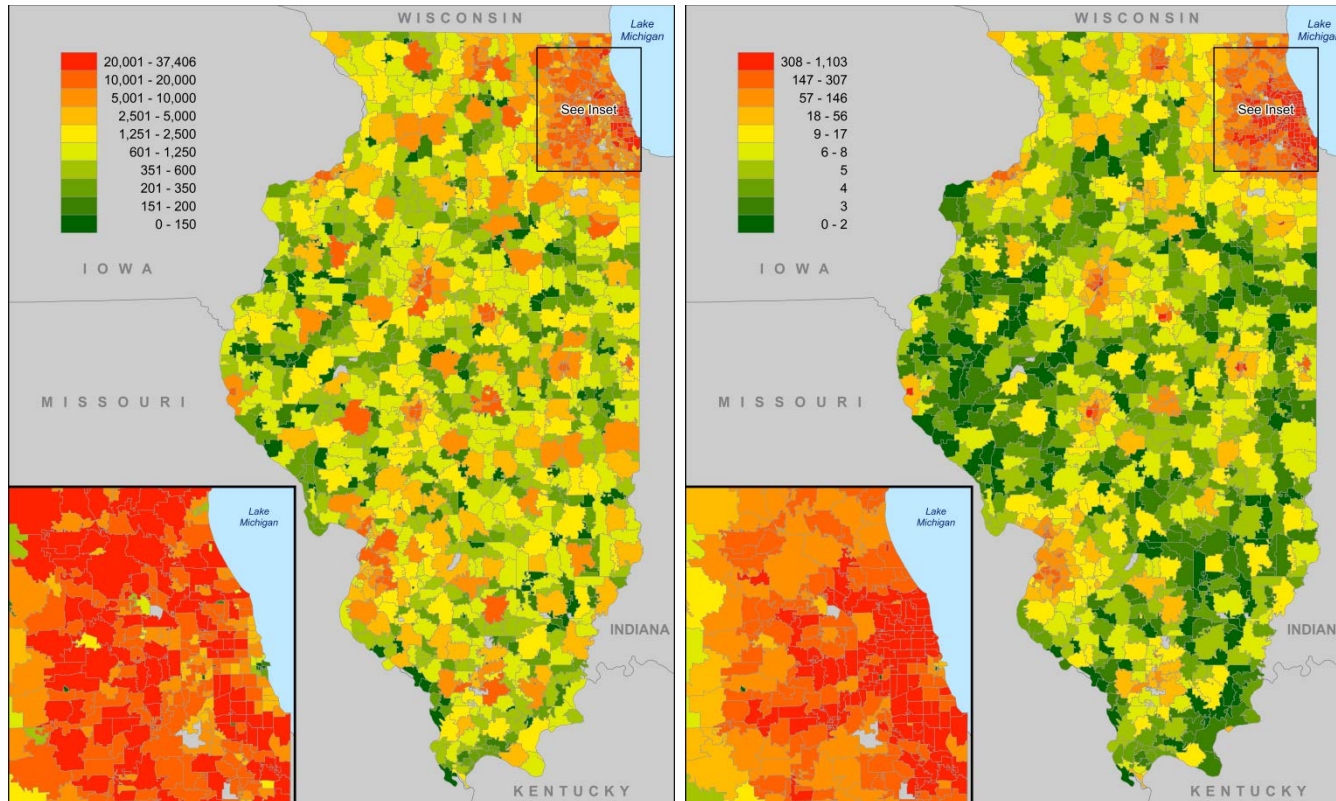 WISCONSIN
Lake
Michigan
20,001 - 37,406
10,001 - 20,000
5,001 - 10,000
2,501 - 5,000
1,251 - 2,500
601 - 1,250
351 - 600
201 - 350
151 - 200
0 - 150
See Inset
IOWA
MISSOURI
Lake
Michigan
INDIANA
KENTUCKY
WISCONSIN
Lake
Michigan
308 - 1,103
147 - 307
57 - 146
18 - 56
9 - 17
6 - 8
5
4
3
0 - 2
See Inset
IOWA
MISSOURI
Lake
Michigan
INDIANA
KENTUCKY